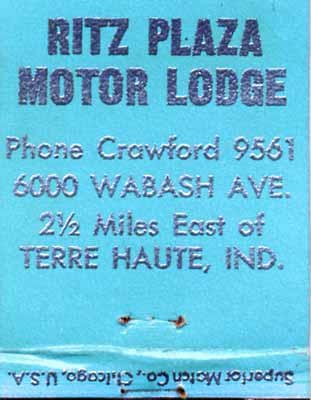 RITZ PLAZA
MOTOR LODGE
Phone Crawford 9561
6000 WABASH AVE.
2½ Miles East of
TERRE HAUTE, IND.
Superior Match Co., Chicago, U.S.A.